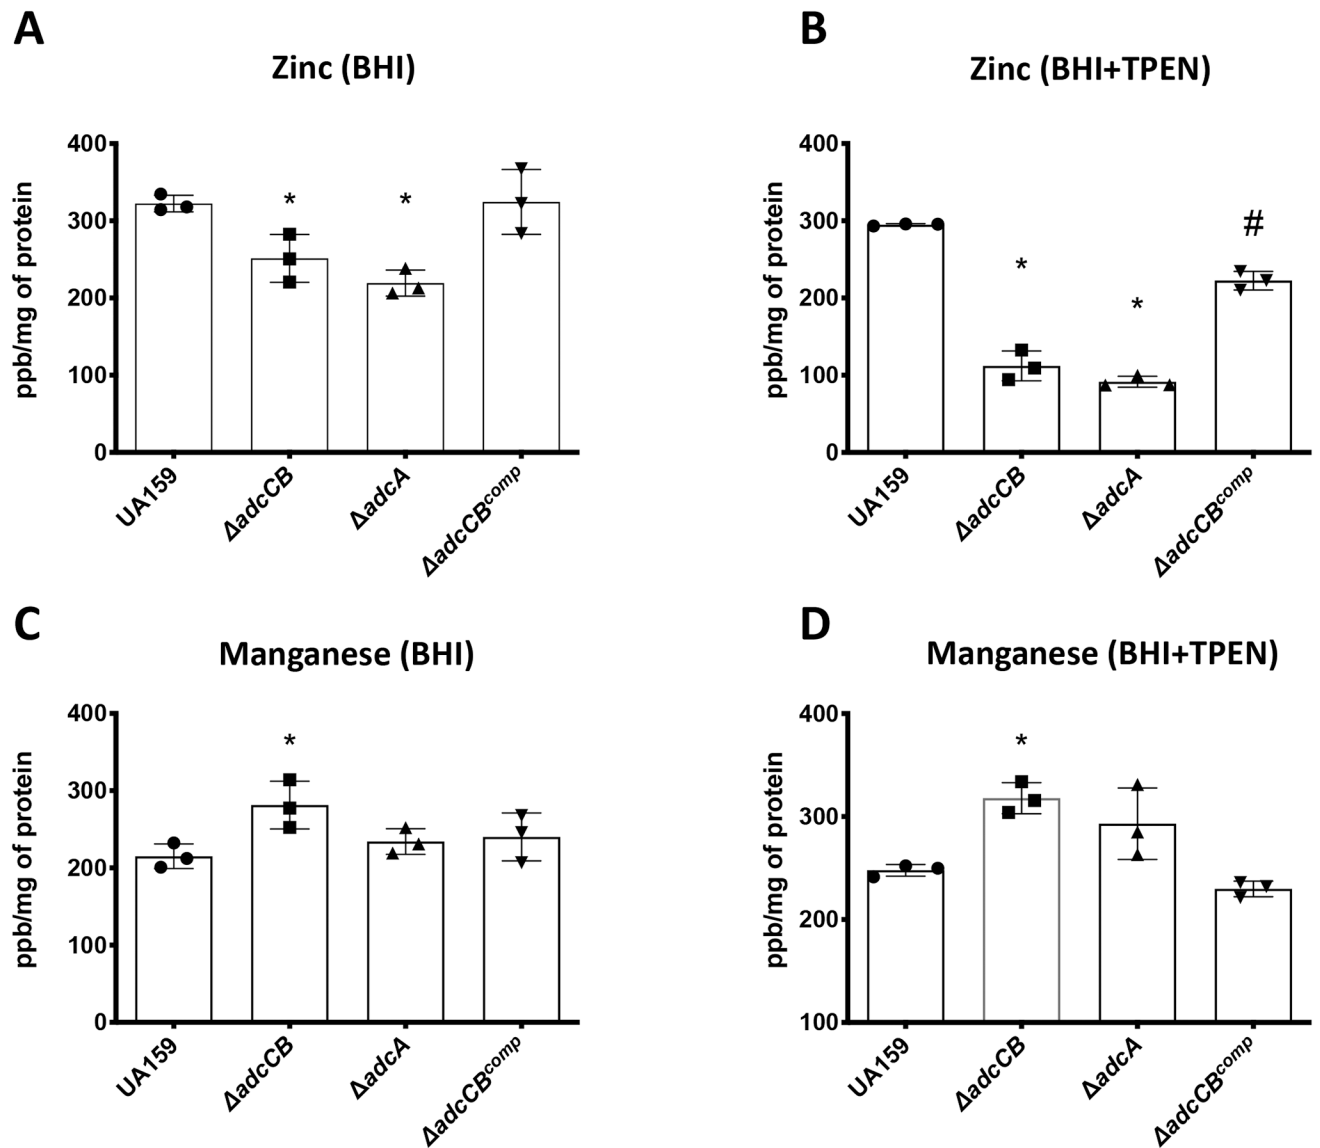 A
Zinc (BHI)
ppb/mg of protein
400
300
200
100
0
* *
UA159
ΔadcCB
ΔadcA
ΔadcCBcomp
B
Zinc (BHI+TPEN)
ppb/mg of protein
400
300
200
100
0
* * #
UA159
ΔadcCB
ΔadcA
ΔadcCBcomp
C
Manganese (BHI)
ppb/mg of protein
400
300
200
100
0
*
UA159
ΔadcCB
ΔadcA
ΔadcCBcomp
D
Manganese (BHI+TPEN)
ppb/mg of protein
400
300
200
100
*
UA159
ΔadcCB
ΔadcA
ΔadcCBcomp